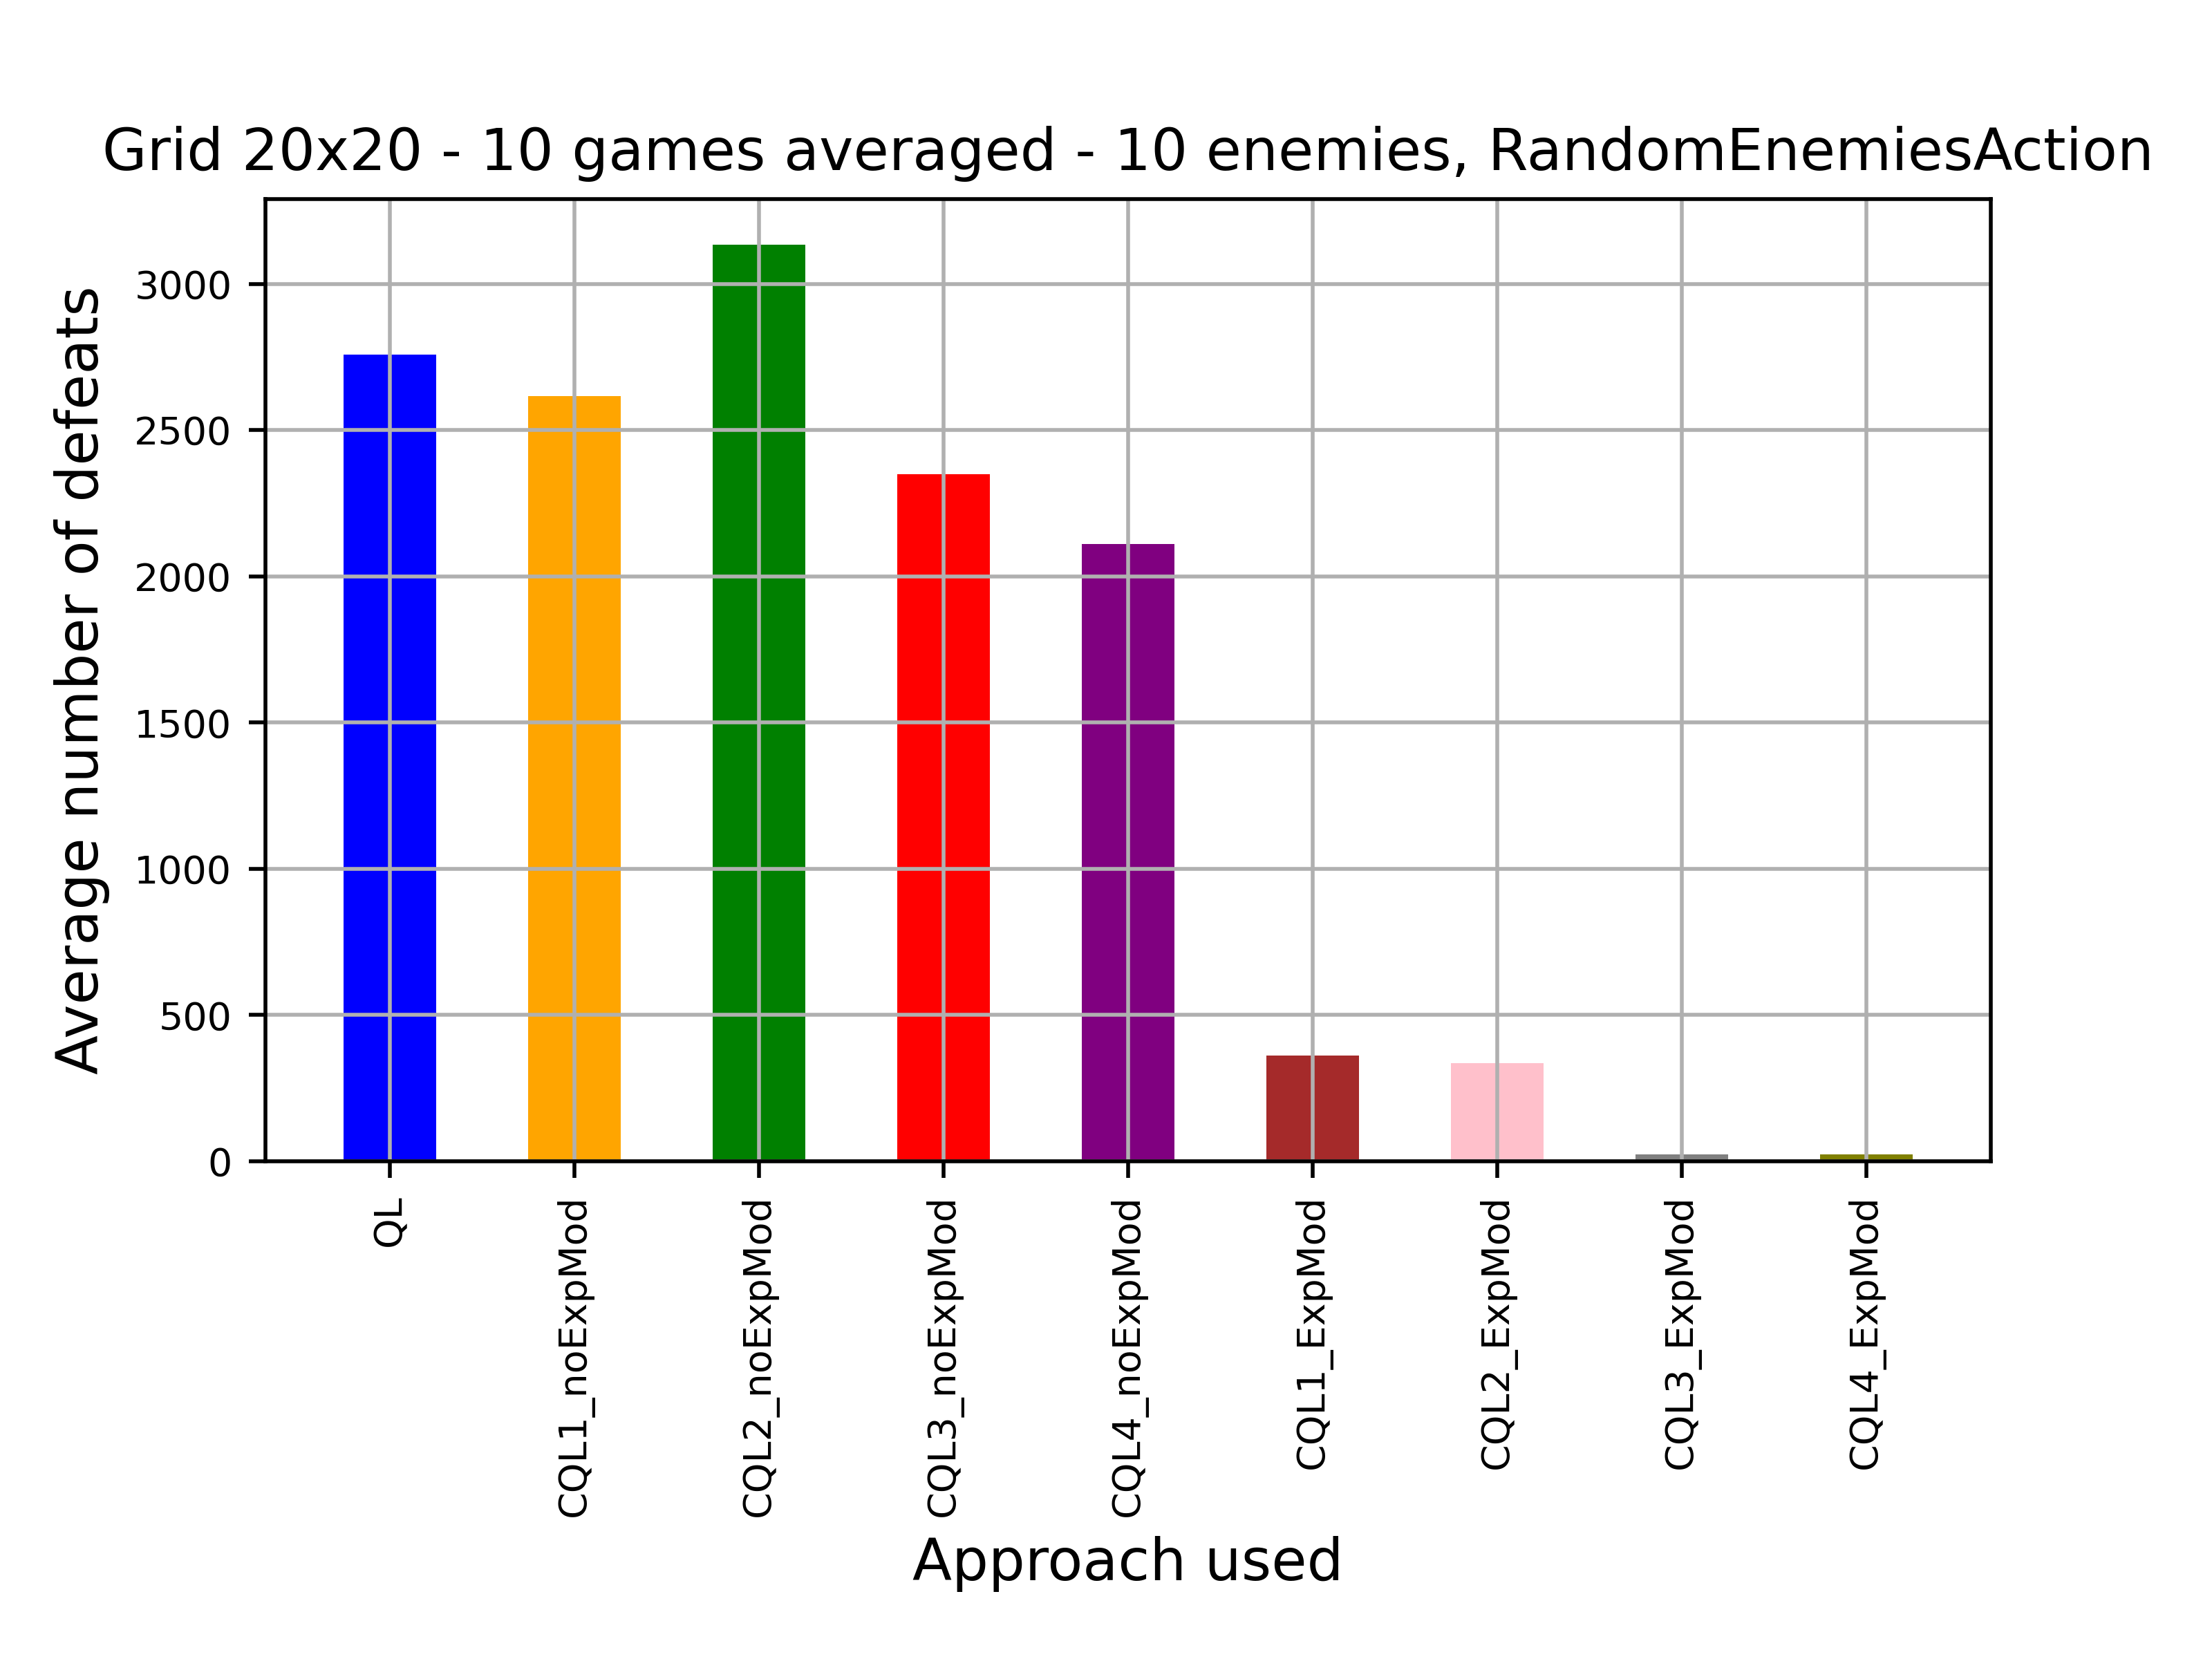 Grid 20x20 - 10 games averaged - 10 enemies, RandomEnemiesAction
Average number of defeats
3000
2500
2000
1500
1000
500
0
QL
CQL1_noExpMod
CQL2_noExpMod
CQL3_noExpMod
CQL4_noExpMod
CQL1_ExpMod
CQL2_ExpMod
CQL3_ExpMod
CQL4_ExpMod
Approach used